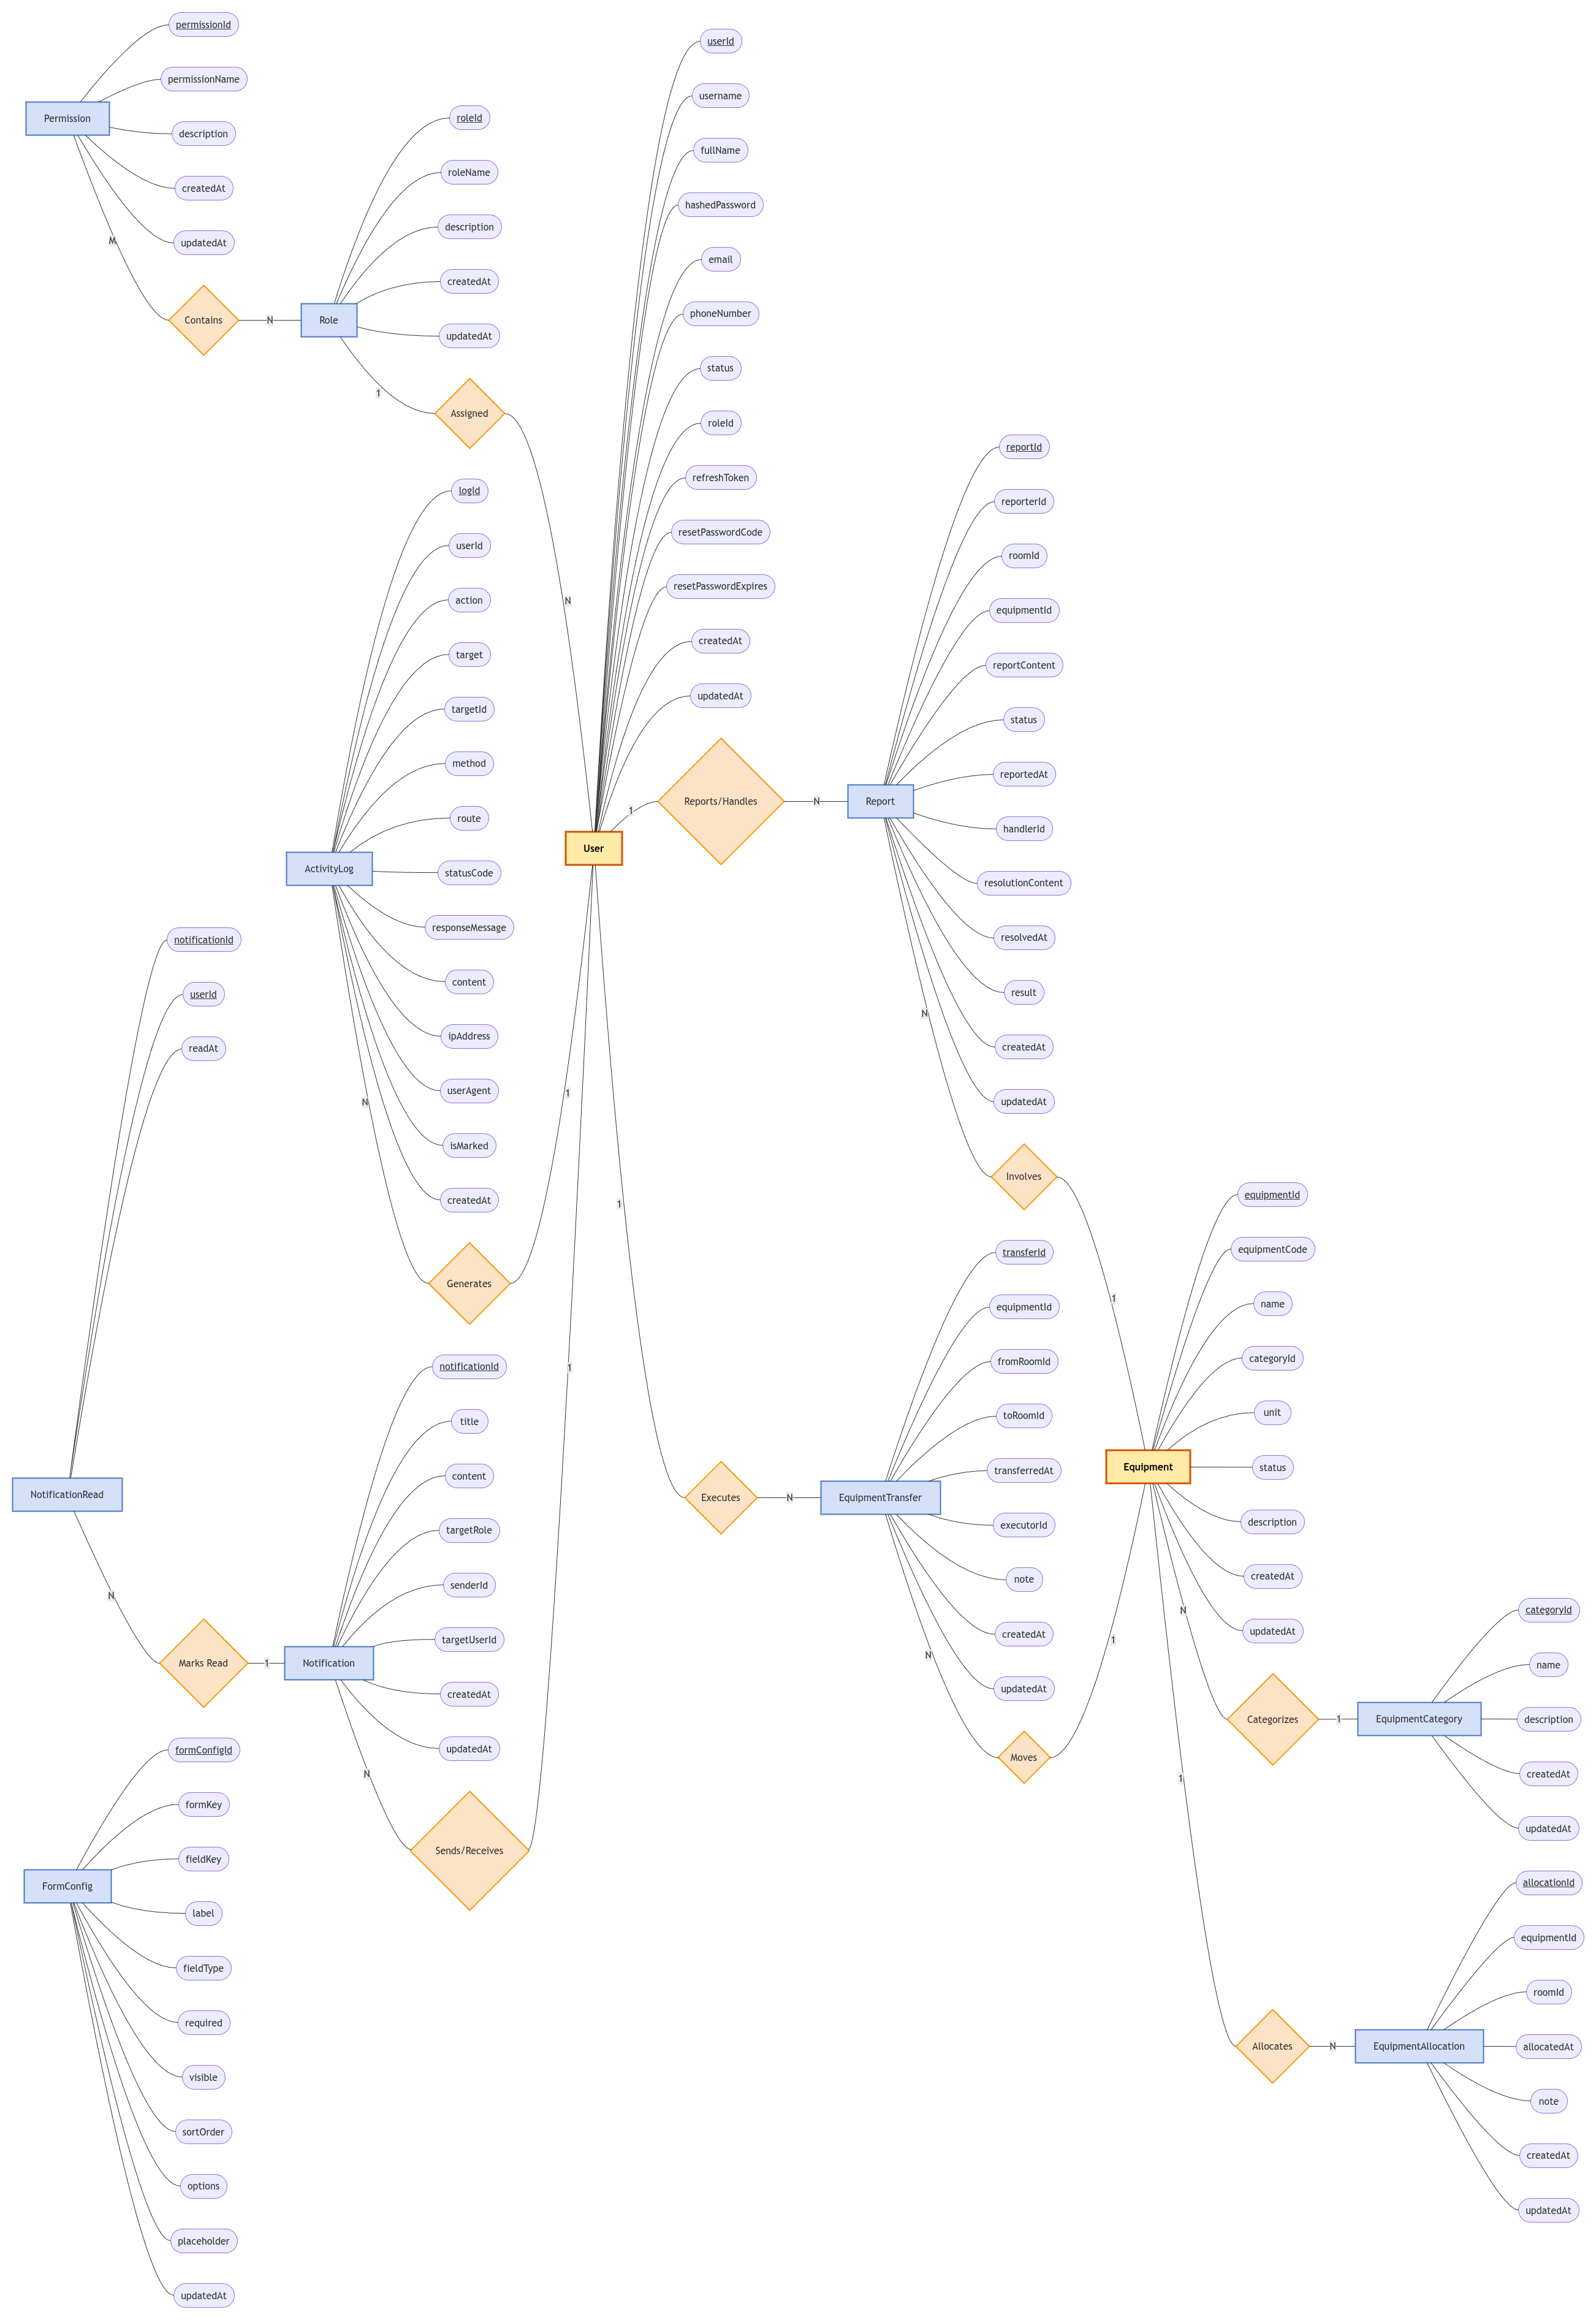 permissionId
permissionName
description
createdAt
updatedAt
Permission
M
Contains
N
Role
roleId
roleName
description
createdAt
updatedAt
1
Assigned
N
userId
username
fullName
hashedPassword
email
phoneNumber
status
roleId
refreshToken
resetPasswordCode
resetPasswordExpires
createdAt
updatedAt
User
1
Reports/Handles
N
Report
reportId
reporterId
roomId
equipmentId
reportContent
status
reportedAt
handlerId
resolutionContent
resolvedAt
result
createdAt
updatedAt
N
Involves
1
logId
userId
action
target
targetId
method
route
statusCode
responseMessage
content
ipAddress
userAgent
isMarked
createdAt
ActivityLog
N
Generates
1
notificationId
userId
readAt
NotificationRead
N
Marks Read
1
Notification
notificationId
title
content
targetRole
senderId
targetUserId
createdAt
updatedAt
N
Sends/Receives
1
1
Executes
N
EquipmentTransfer
transferId
equipmentId
fromRoomId
toRoomId
transferredAt
executorId
note
createdAt
updatedAt
N
Moves
1
Equipment
equipmentId
equipmentCode
name
categoryId
unit
status
description
createdAt
updatedAt
N
Categorizes
1
EquipmentCategory
categoryId
name
description
createdAt
updatedAt
1
Allocates
N
EquipmentAllocation
allocationId
equipmentId
roomId
allocatedAt
note
createdAt
updatedAt
FormConfig
formConfigId
formKey
fieldKey
label
fieldType
required
visible
sortOrder
options
placeholder
updatedAt